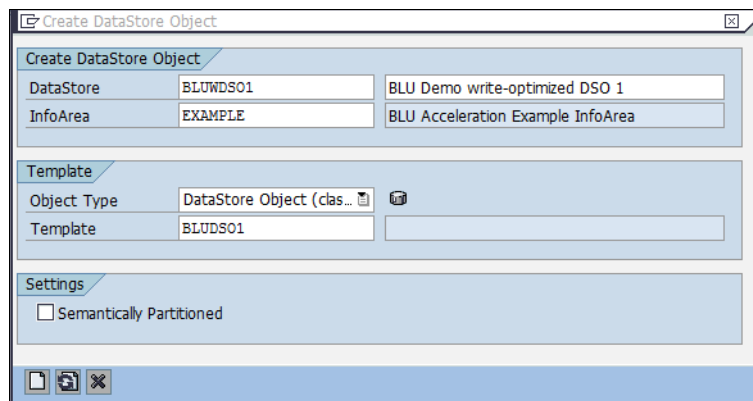 Create DataStore Object
Create DataStore Object
DataStore BLUWDSO1 BLU Demo write-optimized DSO 1
InfoArea EXAMPLE BLU Acceleration Example InfoArea
Template
Object Type DataStore Object (clas...
Template BLUDSO1
Settings
Semantically Partitioned